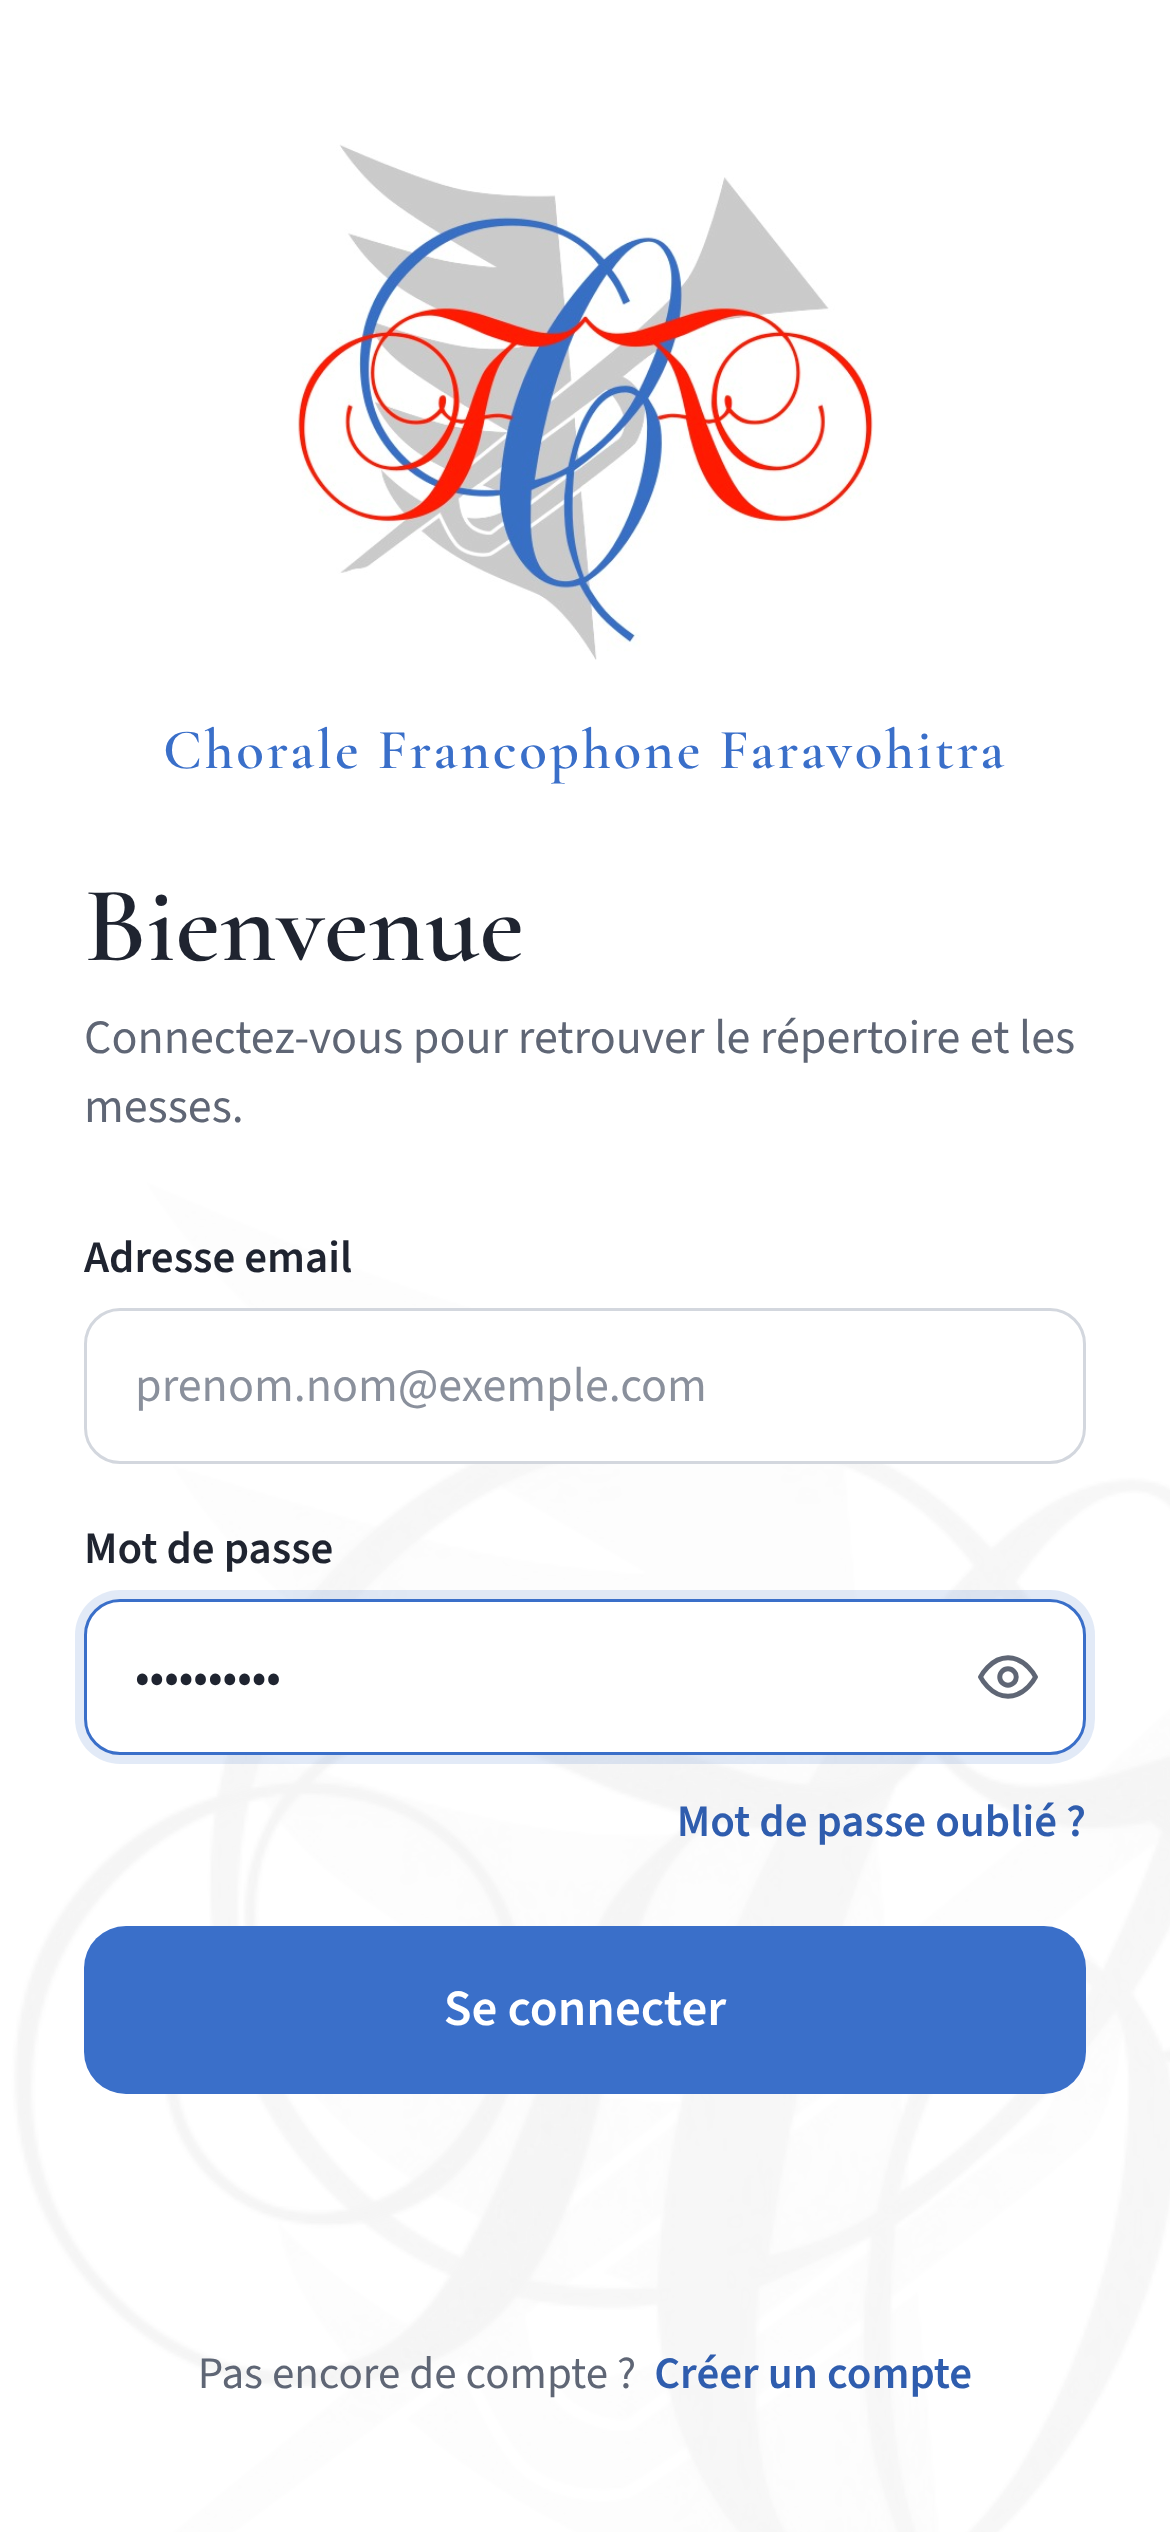 Chorale Francophone Faravohitra
Bienvenue
Connectez-vous pour retrouver le répertoire et les
messes.
Adresse email
prenom.nom@exemple.com
Mot de passe
••••••••••
Mot de passe oublié ?
Se connecter
Pas encore de compte ? Créer un compte